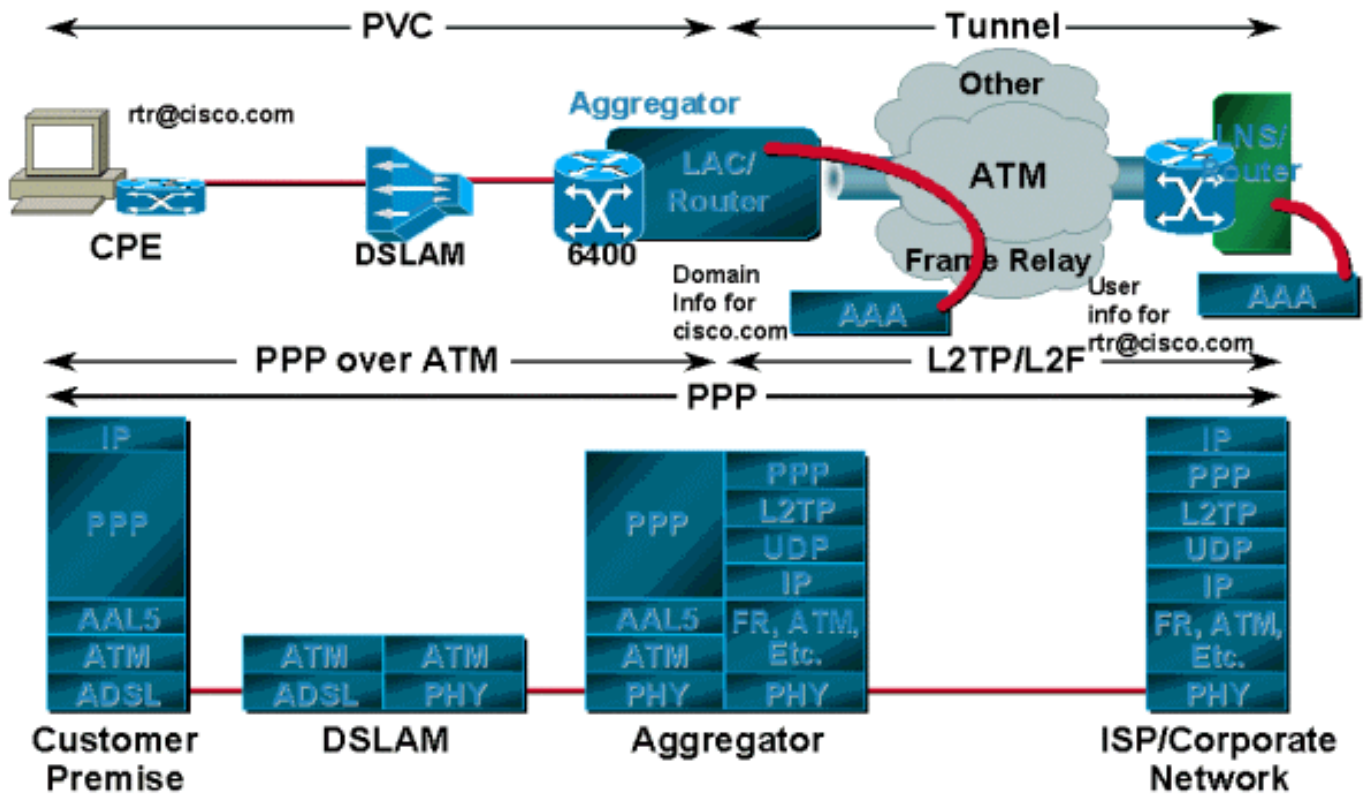 PVC
Tunnel
rtr@cisco.com
Aggregator
Other
LAC/
Router
ATM
LNS/
Router
CPE
DSLAM
6400
Frame Relay
Domain
Info for
cisco.com
AAA
User
info for
rtr@cisco.com
AAA
PPP over ATM
L2TP/L2F
PPP
IP
PPP
AAL5
ATM
ADSL
ATM
ATM
ADSL
PHY
PPP
AAL5
ATM
PHY
PPP
L2TP
UDP
IP
FR, ATM,
Etc.
PHY
IP
PPP
L2TP
UDP
IP
FR, ATM,
Etc.
PHY
Customer
Premise
DSLAM
Aggregator
ISP/Corporate
Network